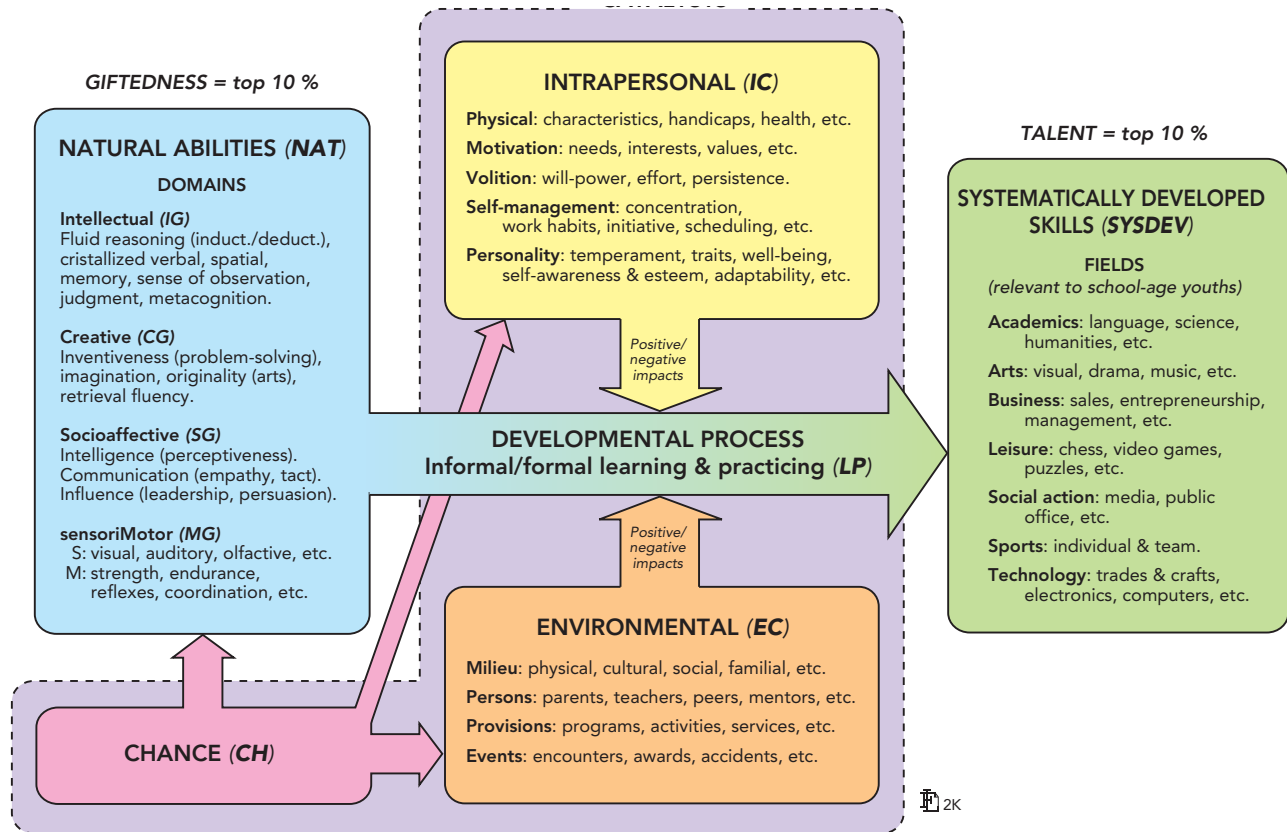 GIFTEDNESS = top 10 %
NATURAL ABILITIES (NAT)
DOMAINS
Intellectual (IG)
Fluid reasoning (induct./deduct.),
cristallized verbal, spatial,
memory, sense of observation,
judgment, metacognition.
Creative (CG)
Inventiveness (problem-solving),
imagination, originality (arts),
retrieval fluency.
Socioaffective (SG)
Intelligence (perceptiveness).
Communication (empathy, tact).
Influence (leadership, persuasion).
sensoriMotor (MG)
S: visual, auditory, olfactive, etc.
M: strength, endurance,
reflexes, coordination, etc.
CHANCE (CH)
INTRAPERSONAL (IC)
Physical: characteristics, handicaps, health, etc.
Motivation: needs, interests, values, etc.
Volition: will-power, effort, persistence.
Self-management: concentration,
work habits, initiative, scheduling, etc.
Personality: temperament, traits, well-being,
self-awareness & esteem, adaptability, etc.
Positive/
negative
impacts
DEVELOPMENTAL PROCESS
Informal/formal learning & practicing (LP)
Positive/
negative
impacts
ENVIRONMENTAL (EC)
Milieu: physical, cultural, social, familial, etc.
Persons: parents, teachers, peers, mentors, etc.
Provisions: programs, activities, services, etc.
Events: encounters, awards, accidents, etc.
TALENT = top 10 %
SYSTEMATICALLY DEVELOPED
SKILLS (SYSDEV)
FIELDS
(relevant to school-age youths)
Academics: language, science,
humanities, etc.
Arts: visual, drama, music, etc.
Business: sales, entrepreneurship,
management, etc.
Leisure: chess, video games,
puzzles, etc.
Social action: media, public
office, etc.
Sports: individual & team.
Technology: trades & crafts,
electronics, computers, etc.
2K